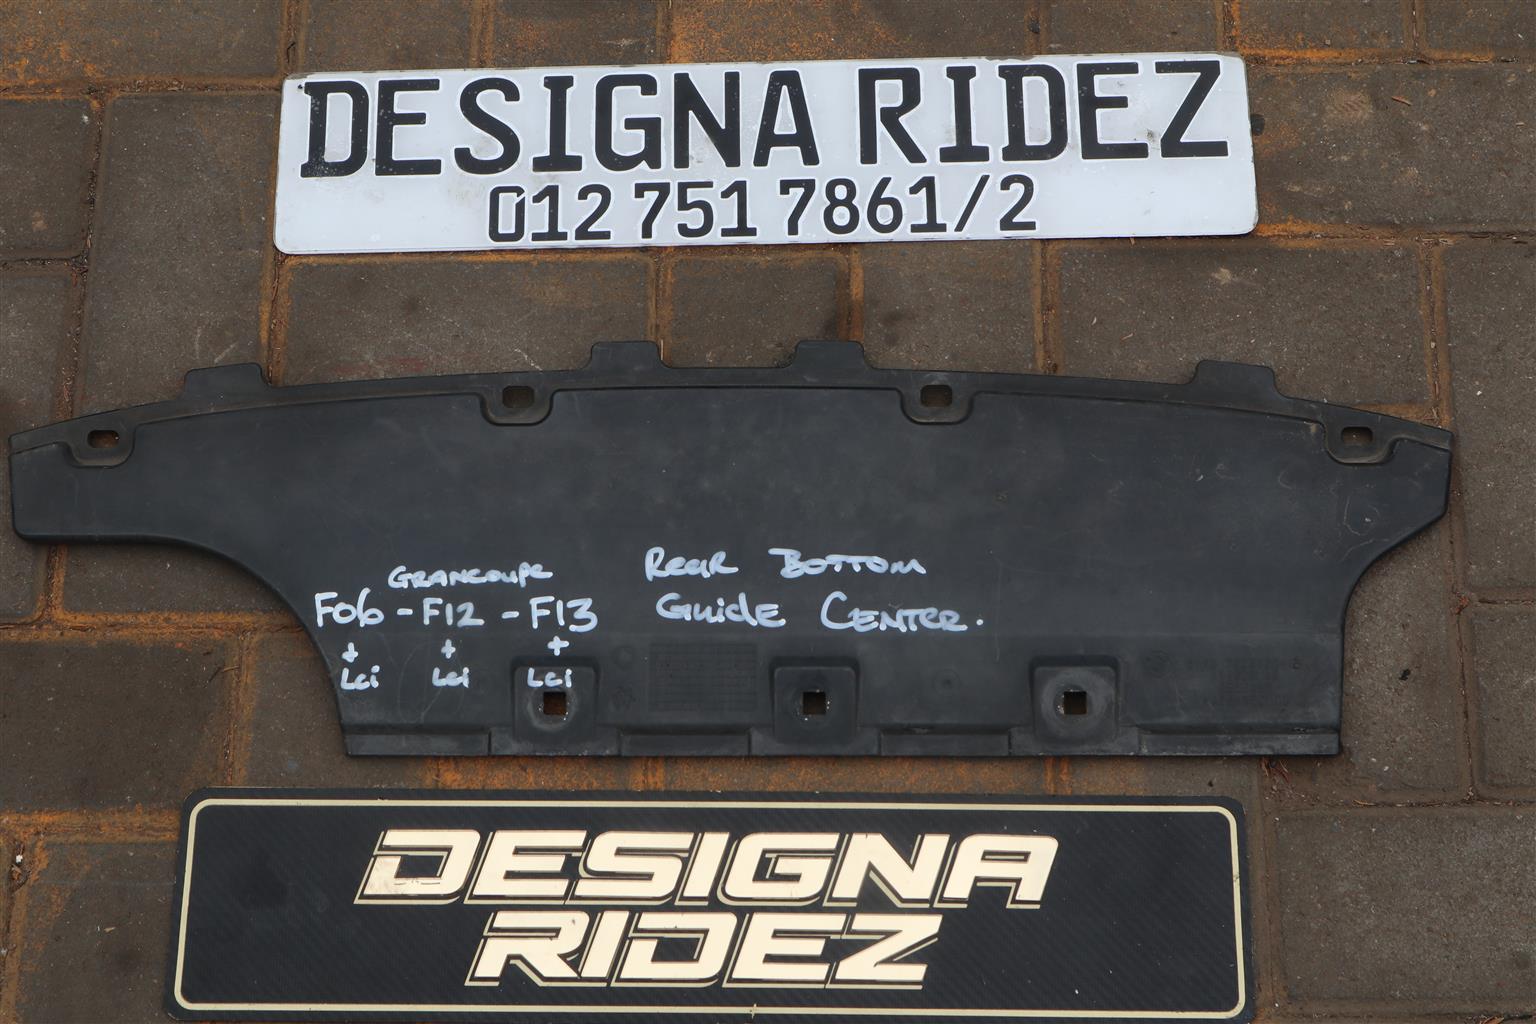 DESIGNA RIDEZ
012 751 7861/2
GRANCOUPE
F06 - F12 - F13
+ + +
Lci Lci Lci
REAR BOTTOM
GUIDE CENTER.
DESIGNA
RIDEZ